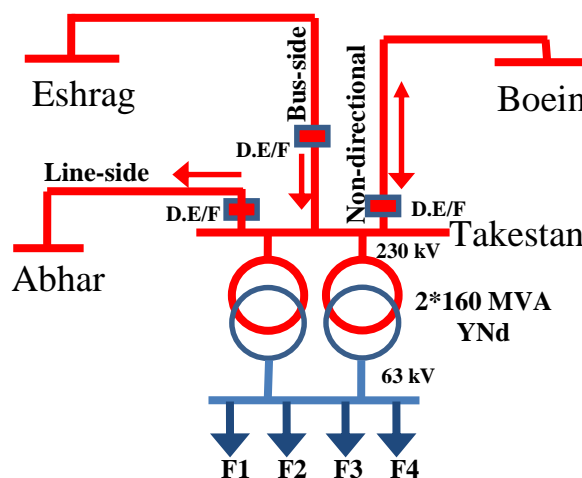 Eshrag
Bus-side
Non-directional
Boein
D.E/F
Line-side
D.E/F
D.E/F
Takestan
Abhar
230 kV
2*160 MVA
YNd
63 kV
F1 F2 F3 F4